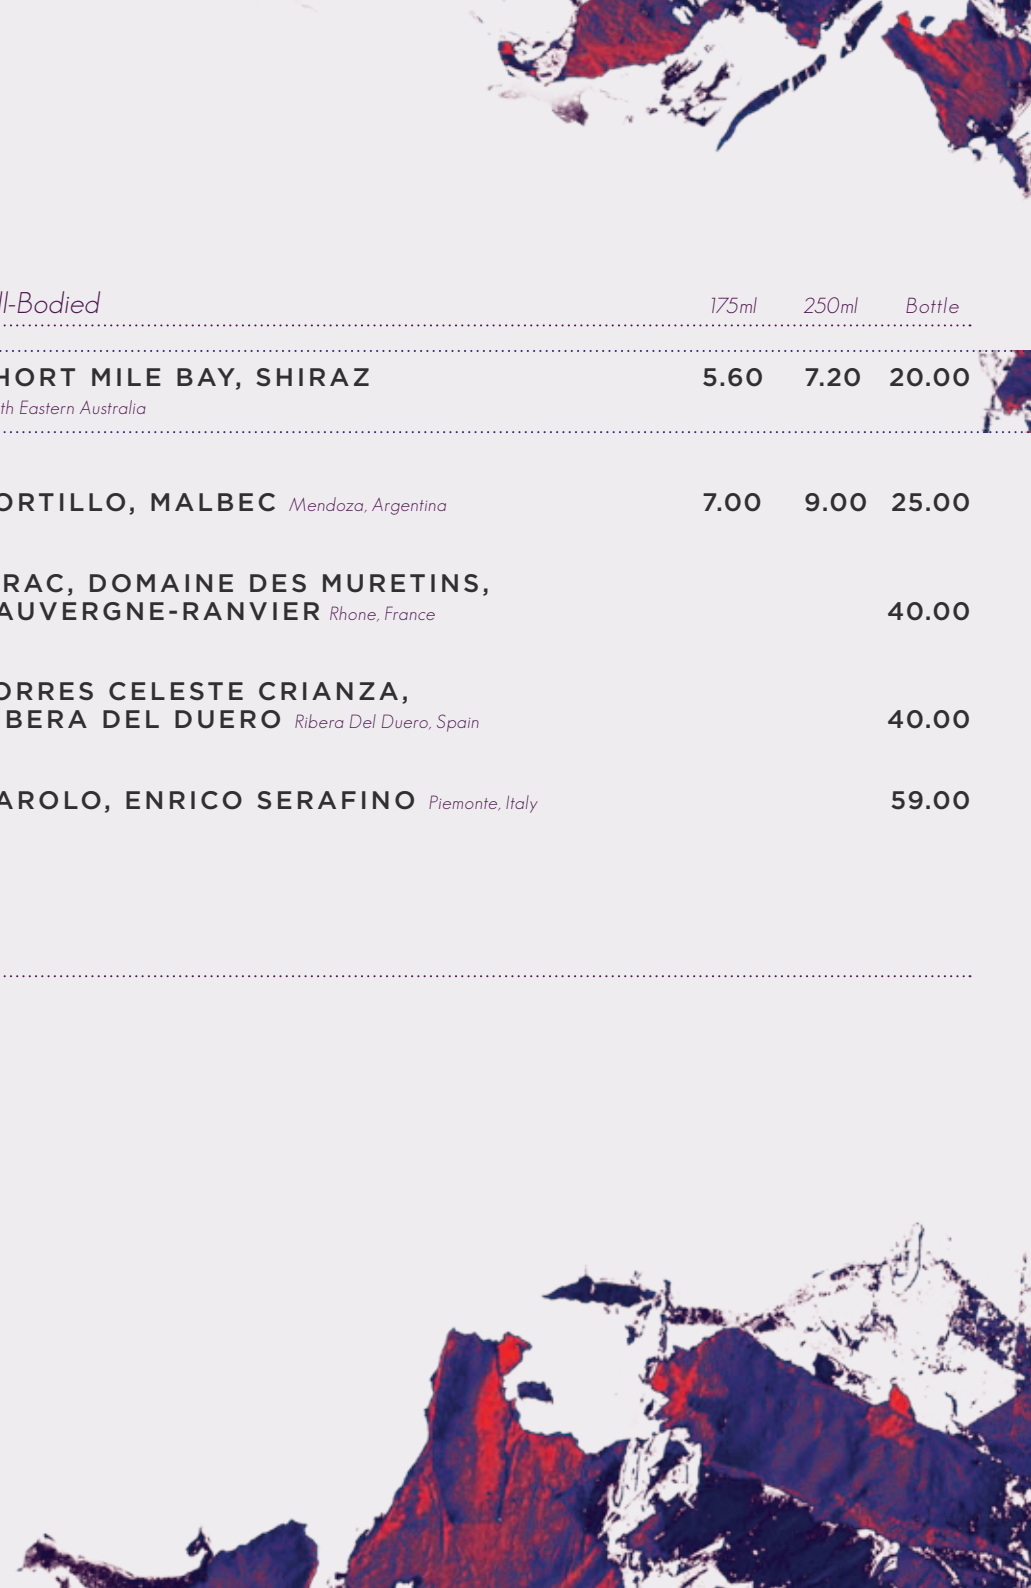 ll-Bodied 175ml 250ml Bottle
HORT MILE BAY, SHIRAZ 5.60 7.20 20.00
th Eastern Australia
ORTILLO, MALBEC Mendoza, Argentina 7.00 9.00 25.00
RAC, DOMAINE DES MURETINS,
AUVERGNE-RANVIER Rhone, France 40.00
ORRES CELESTE CRIANZA,
IBERA DEL DUERO Ribera Del Duero, Spain 40.00
AROLO, ENRICO SERAFINO Piemonte, Italy 59.00